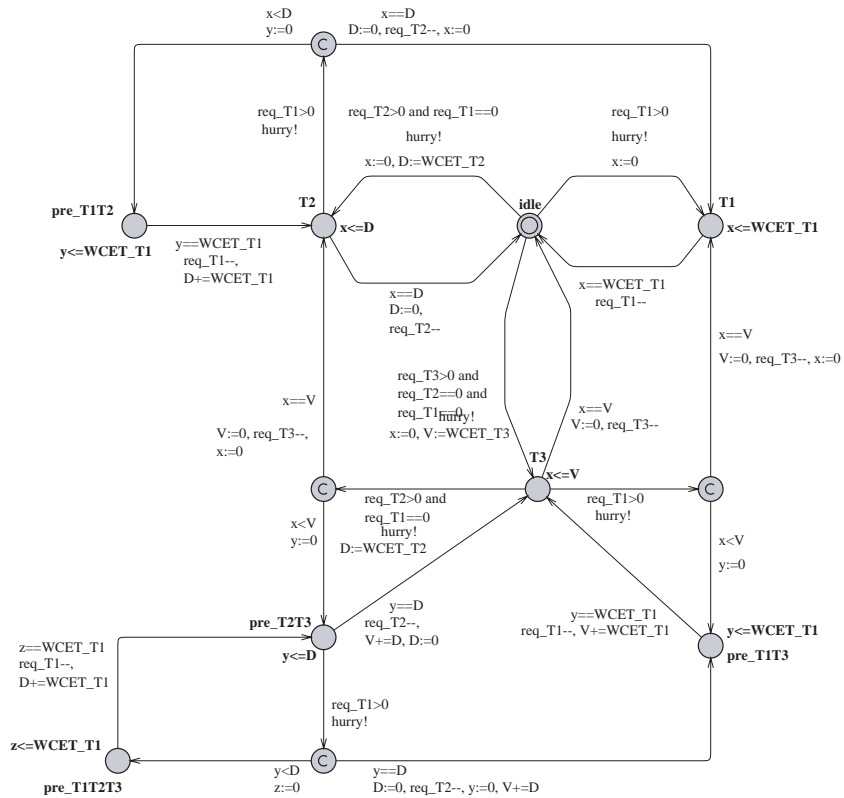 x<D
y:=0
x==D
D:=0, req_T2--, x:=0
C
req_T1>0
hurry!
req_T2>0 and req_T1==0
hurry!
x:=0, D:=WCET_T2
req_T1>0
hurry!
x:=0
pre_T1T2
y<=WCET_T1
T2
x<=D
idle
T1
x<=WCET_T1
y==WCET_T1
req_T1--,
D+=WCET_T1
x==D
D:=0,
req_T2--
x==WCET_T1
req_T1--
x==V
V:=0, req_T3--, x:=0
x==V
V:=0, req_T3--,
x:=0
req_T3>0 and
req_T2==0 and
req_T1==0
hurry!
x:=0, V:=WCET_T3
x==V
V:=0, req_T3--
T3
x<=V
C
C
req_T2>0 and
req_T1==0
hurry!
D:=WCET_T2
req_T1>0
hurry!
x<V
y:=0
x<V
y:=0
pre_T2T3
y<=D
y==D
req_T2--,
V+=D, D:=0
y==WCET_T1
req_T1--, V+=WCET_T1
y<=WCET_T1
pre_T1T3
z==WCET_T1
req_T1--,
D+=WCET_T1
req_T1>0
hurry!
z<=WCET_T1
pre_T1T2T3
C
y<D
z:=0
y==D
D:=0, req_T2--, y:=0, V+=D